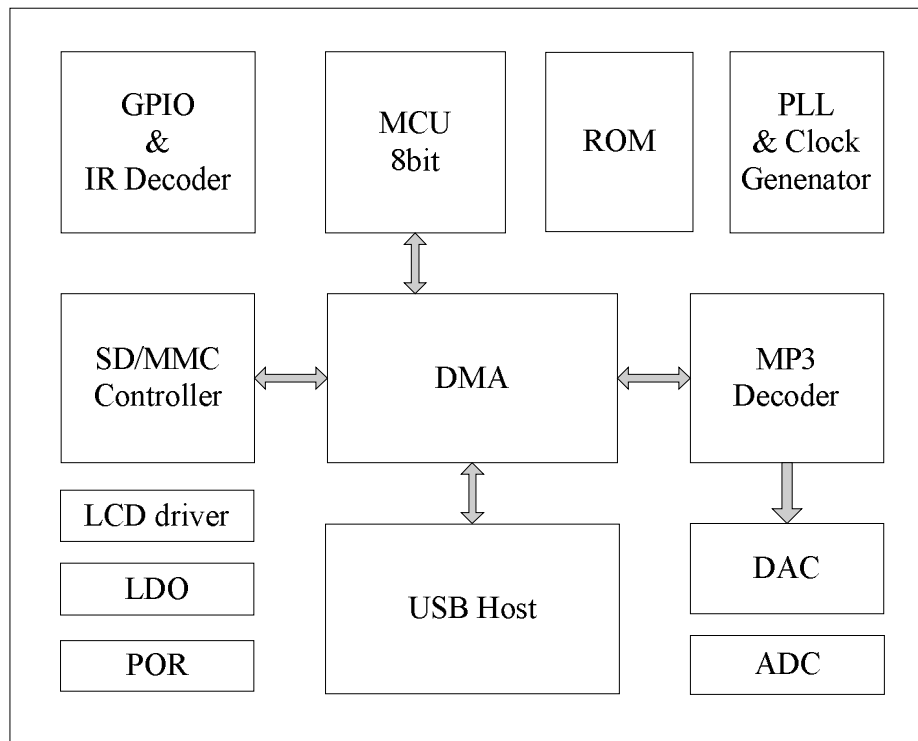 GPIO
&
IR Decoder
MCU
8bit
ROM
PLL
& Clock
Genenator
SD/MMC
Controller
DMA
MP3
Decoder
LCD driver
LDO
POR
USB Host
DAC
ADC